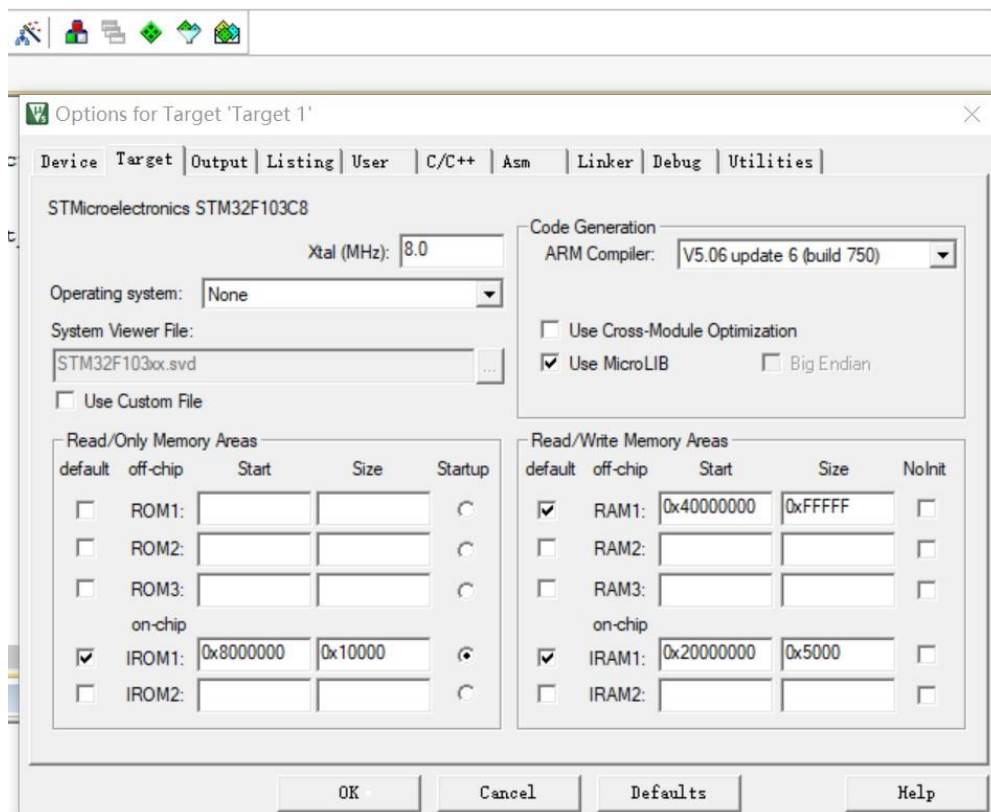 Options for Target 'Target 1'
Device Target Output Listing User C/C++ Asm Linker Debug Utilities
STMicroelectronics STM32F103C8
Xtal (MHz): 8.0
Operating system: None
System Viewer File:
STM32F103xx.svd ...
Use Custom File
Code Generation
ARM Compiler: V5.06 update 6 (build 750)
Use Cross-Module Optimization
Use MicroLIB Big Endian
Read/Only Memory Areas
default off-chip Start Size Startup
ROM1:
ROM2:
ROM3:
on-chip
IROM1: 0x8000000 0x10000
IROM2:
Read/Write Memory Areas
default off-chip Start Size NoInit
RAM1: 0x40000000 0xFFFFF
RAM2:
RAM3:
on-chip
IRAM1: 0x20000000 0x5000
IRAM2:
OK Cancel Defaults Help